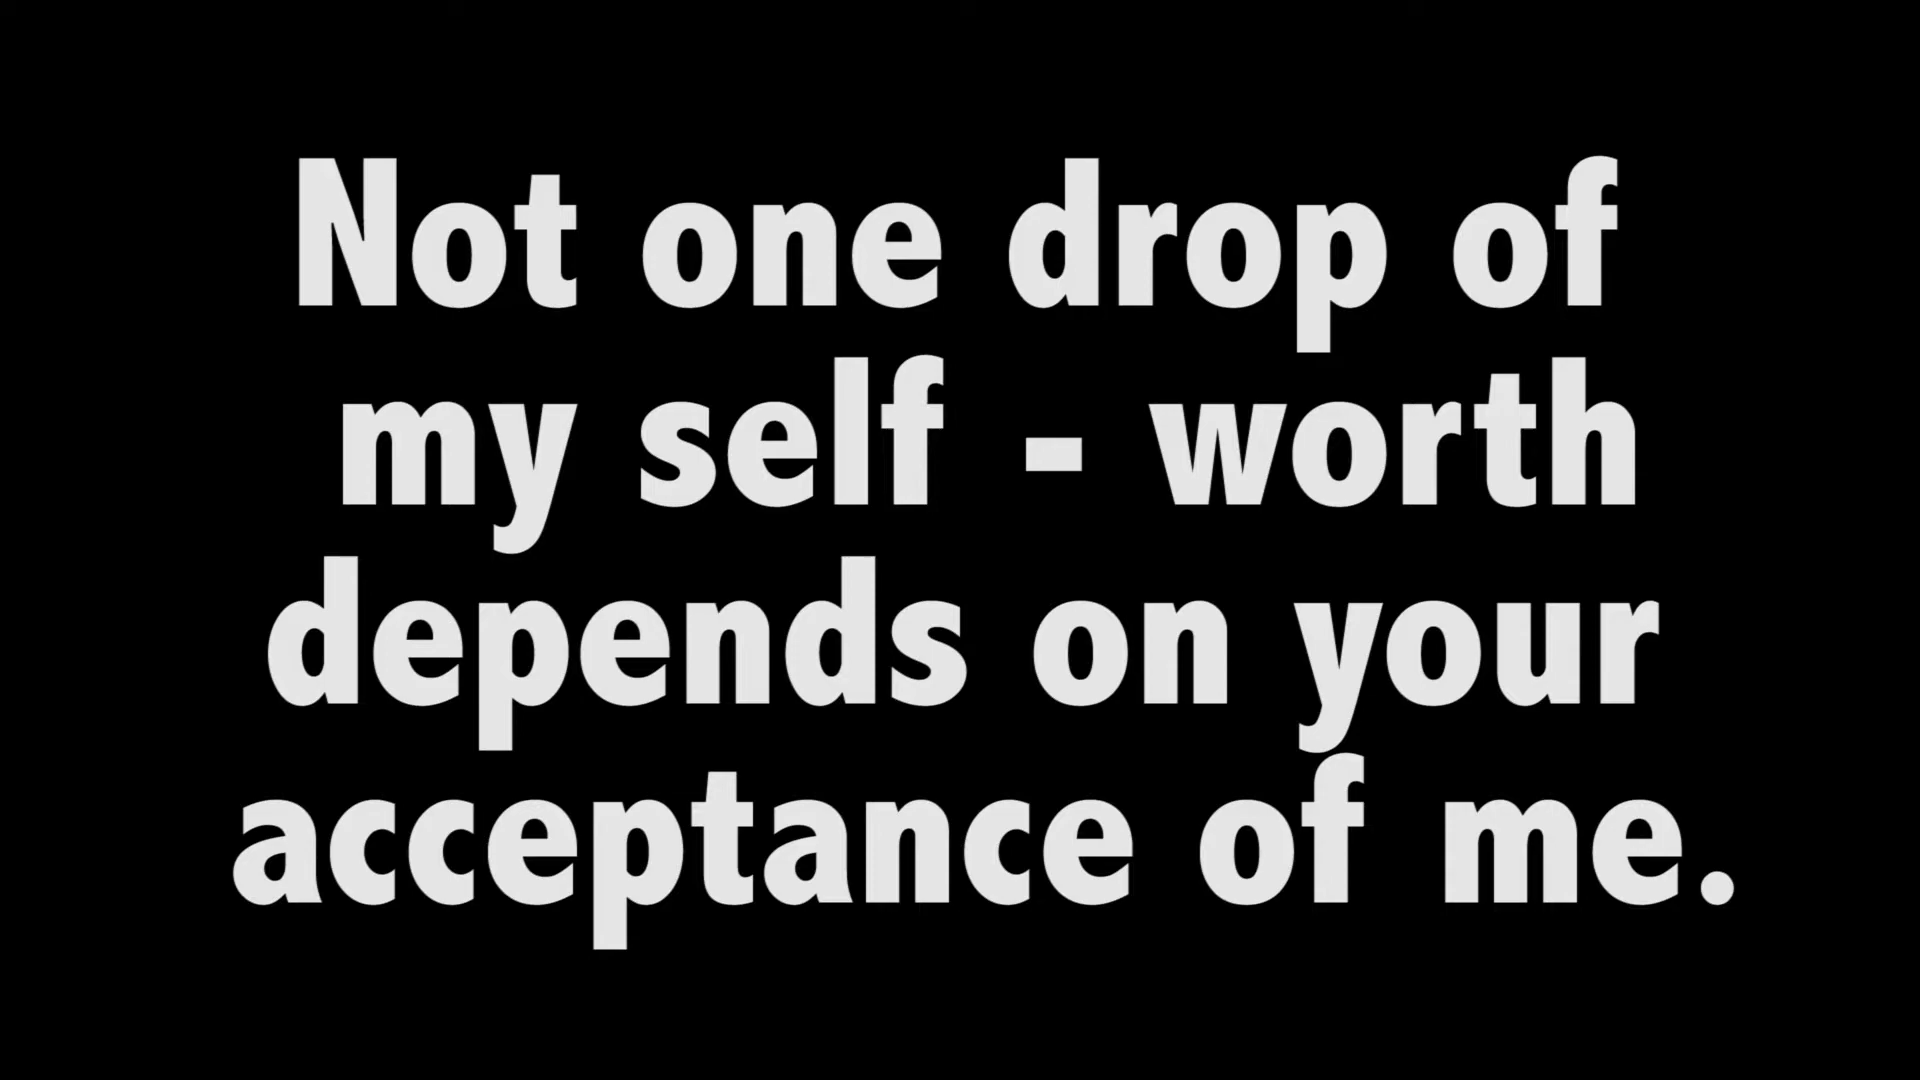 Not one drop of
my self - worth
depends on your
acceptance of me.